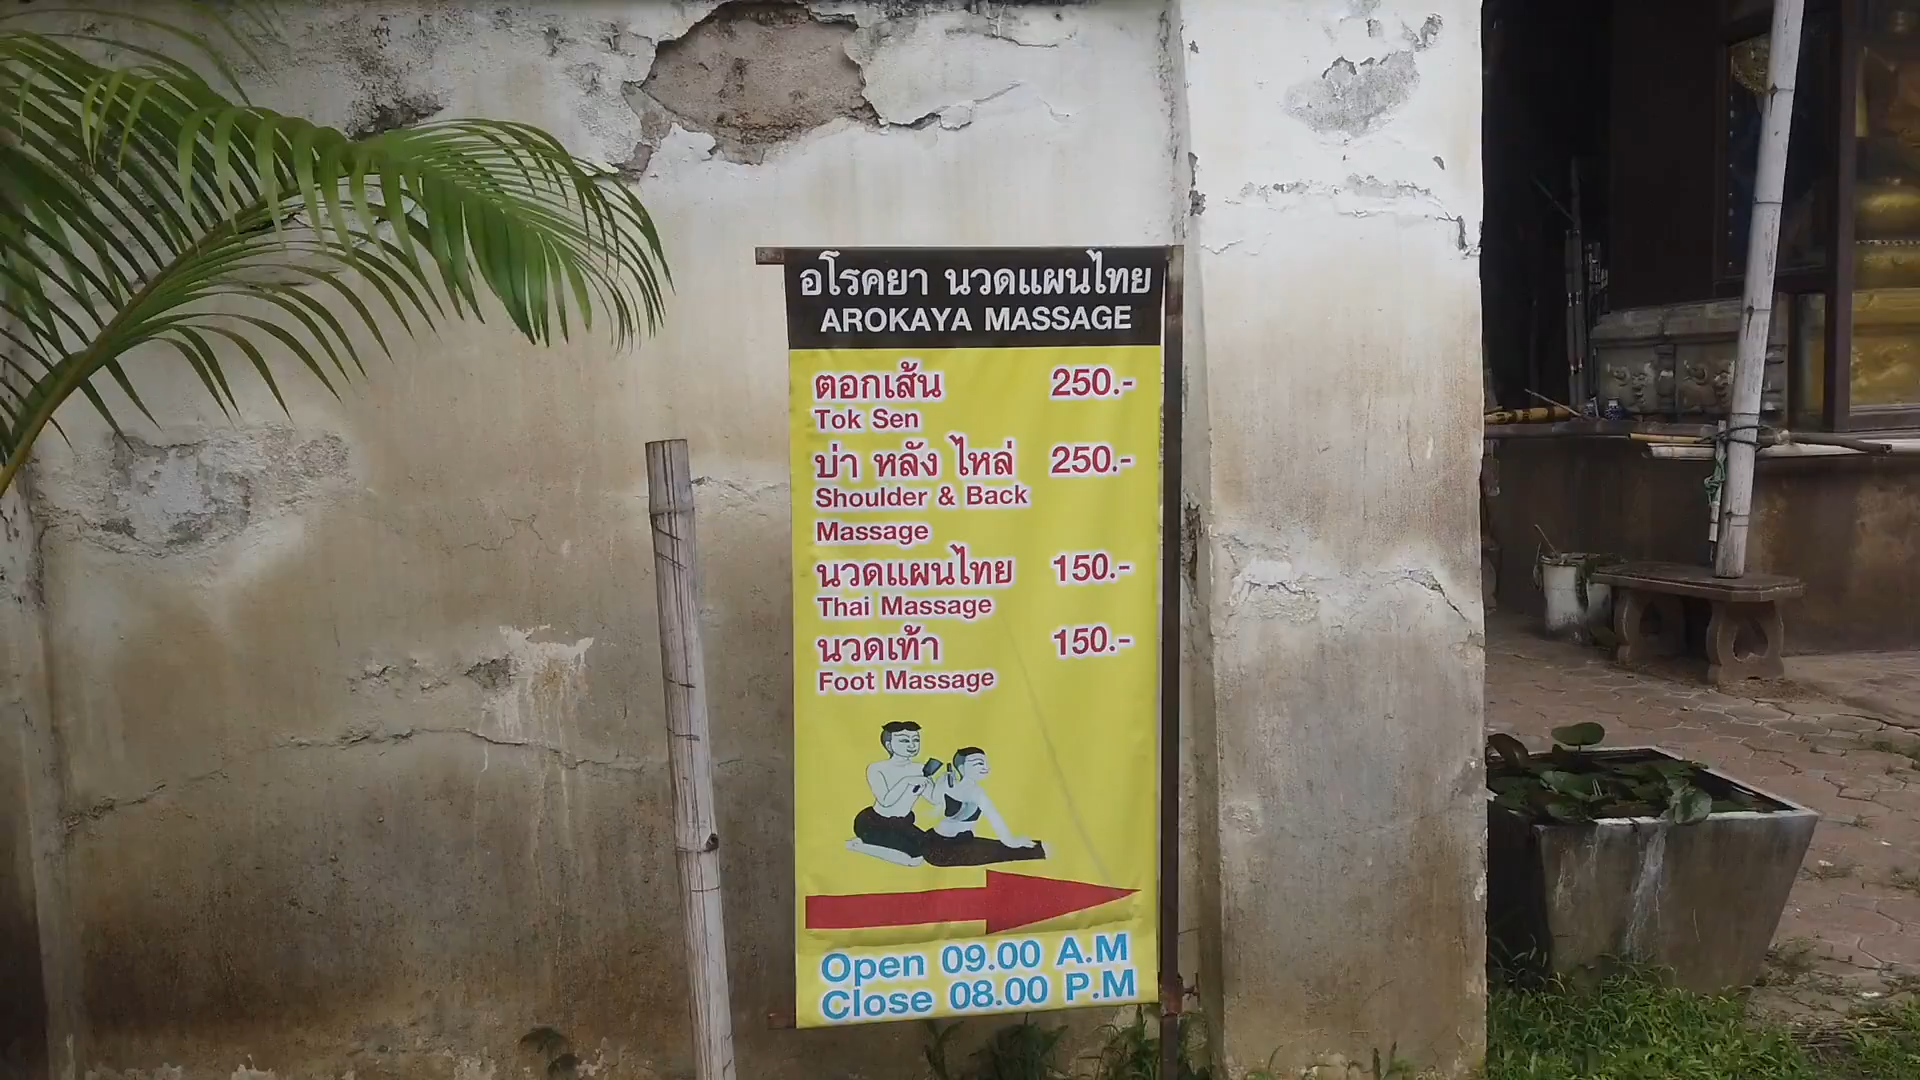 อโรคยา นวดแผนไทย
AROKAYA MASSAGE
ตอกเส้น 250.-
Tok Sen
บ่า หลัง ไหล่ 250.-
Shoulder & Back
Massage
นวดแผนไทย 150.-
Thai Massage
นวดเท้า 150.-
Foot Massage
Open 09.00 A.M
Close 08.00 P.M